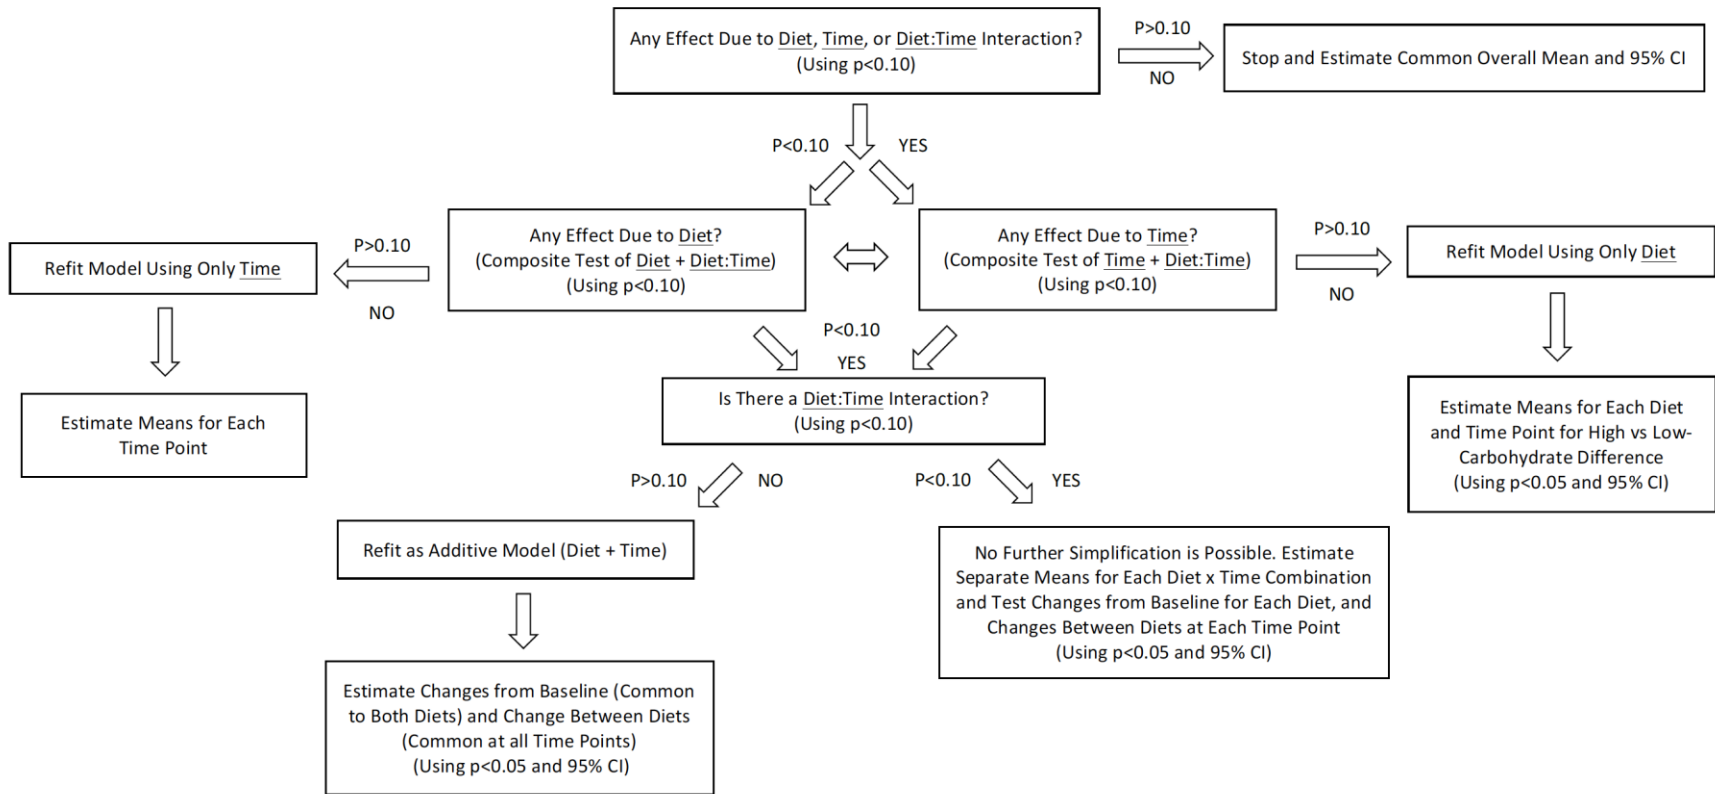 Any Effect Due to Diet, Time, or Diet:Time Interaction?
(Using p<0.10)
P>0.10
NO
Stop and Estimate Common Overall Mean and 95% CI
P<0.10
YES
Any Effect Due to Diet?
(Composite Test of Diet + Diet:Time)
(Using p<0.10)
Any Effect Due to Time?
(Composite Test of Time + Diet:Time)
(Using p<0.10)
P>0.10
NO
Refit Model Using Only Time
P>0.10
NO
Refit Model Using Only Diet
Estimate Means for Each
Time Point
P<0.10
YES
Is There a Diet:Time Interaction?
(Using p<0.10)
Estimate Means for Each Diet
and Time Point for High vs Low-
Carbohydrate Difference
(Using p<0.05 and 95% CI)
P>0.10
NO
P<0.10
YES
Refit as Additive Model (Diet + Time)
No Further Simplification is Possible. Estimate
Separate Means for Each Diet x Time Combination
and Test Changes from Baseline for Each Diet, and
Changes Between Diets at Each Time Point
(Using p<0.05 and 95% CI)
Estimate Changes from Baseline (Common
to Both Diets) and Change Between Diets
(Common at all Time Points)
(Using p<0.05 and 95% CI)